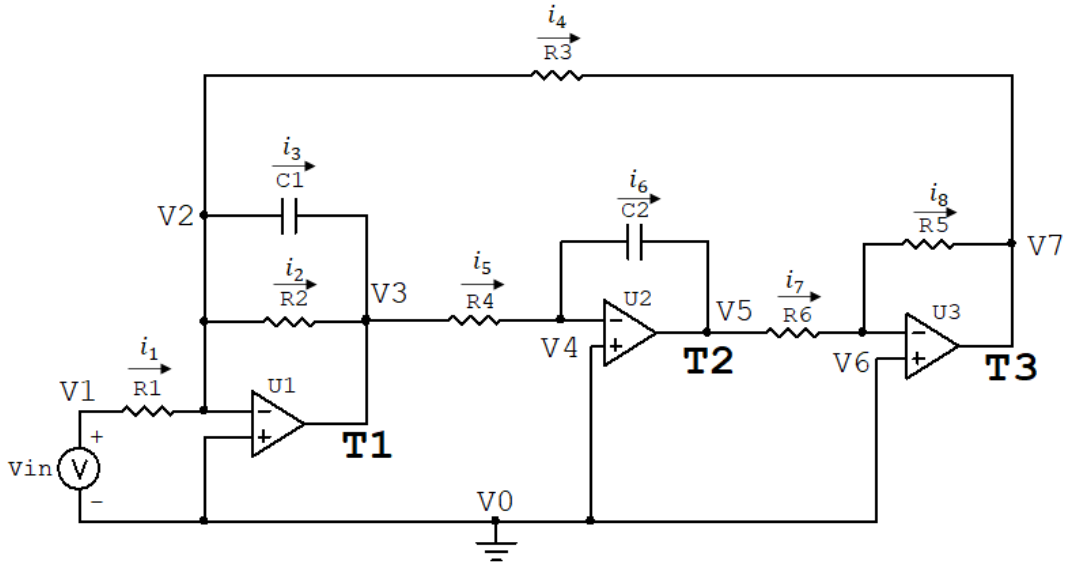 i4
R3
i3
C1
V2
i6
C2
i8
R5
V7
i2
R2
V3
i5
R4
U2
V5
i7
R6
U3
V4
T2
V6
T3
i1
V1
R1
U1
−
+
T1
−
+
−
+
Vin
+
V
−
V0